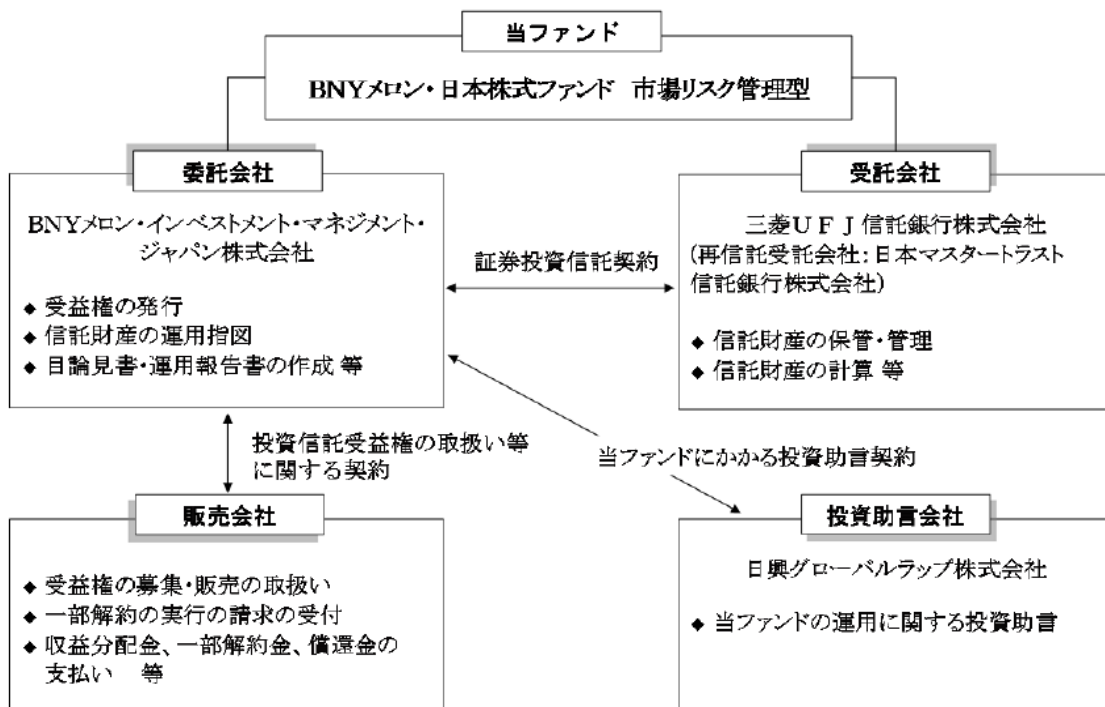 当ファンド
BNYメロン・日本株式ファンド 市場リスク管理型
委託会社
BNYメロン・インベストメント・マネジメント・
ジャパン株式会社
◆ 受益権の発行
◆ 信託財産の運用指図
◆ 目論見書・運用報告書の作成 等
証券投資信託契約
受託会社
三菱UFJ信託銀行株式会社
(再信託受託会社:日本マスタートラスト
信託銀行株式会社)
◆ 信託財産の保管・管理
◆ 信託財産の計算 等
投資信託受益権の取扱い等
に関する契約
当ファンドにかかる投資助言契約
販売会社
◆ 受益権の募集・販売の取扱い
◆ 一部解約の実行の請求の受付
◆ 収益分配金、一部解約金、償還金の
支払い 等
投資助言会社
日興グローバルラップ株式会社
◆ 当ファンドの運用に関する投資助言